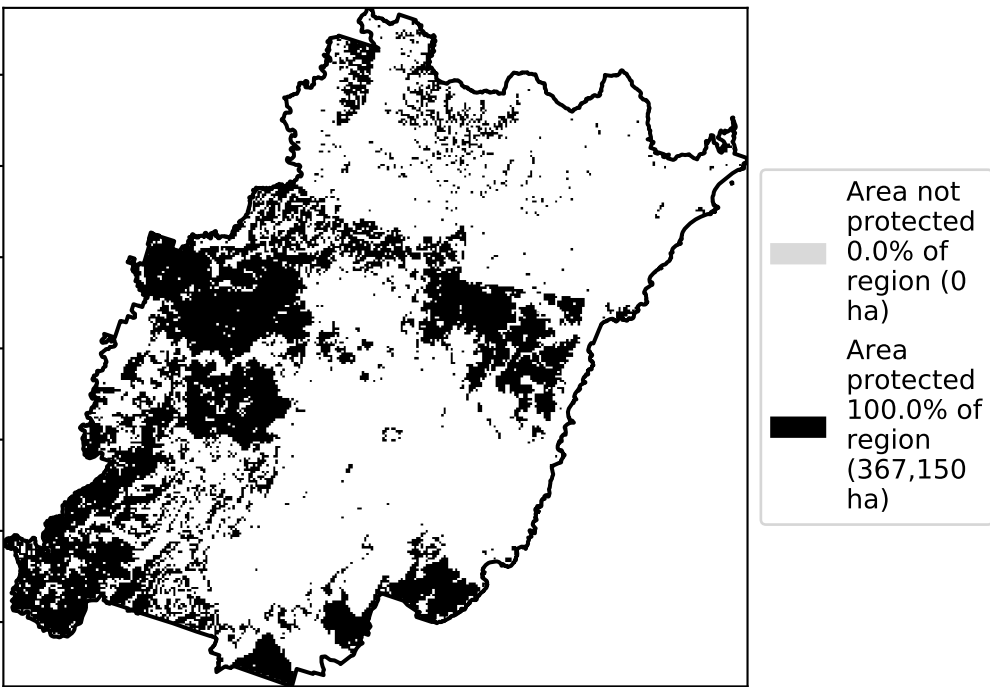 Area not
protected
0.0% of
region (0
ha)
Area
protected
100.0% of
region
(367,150
ha)